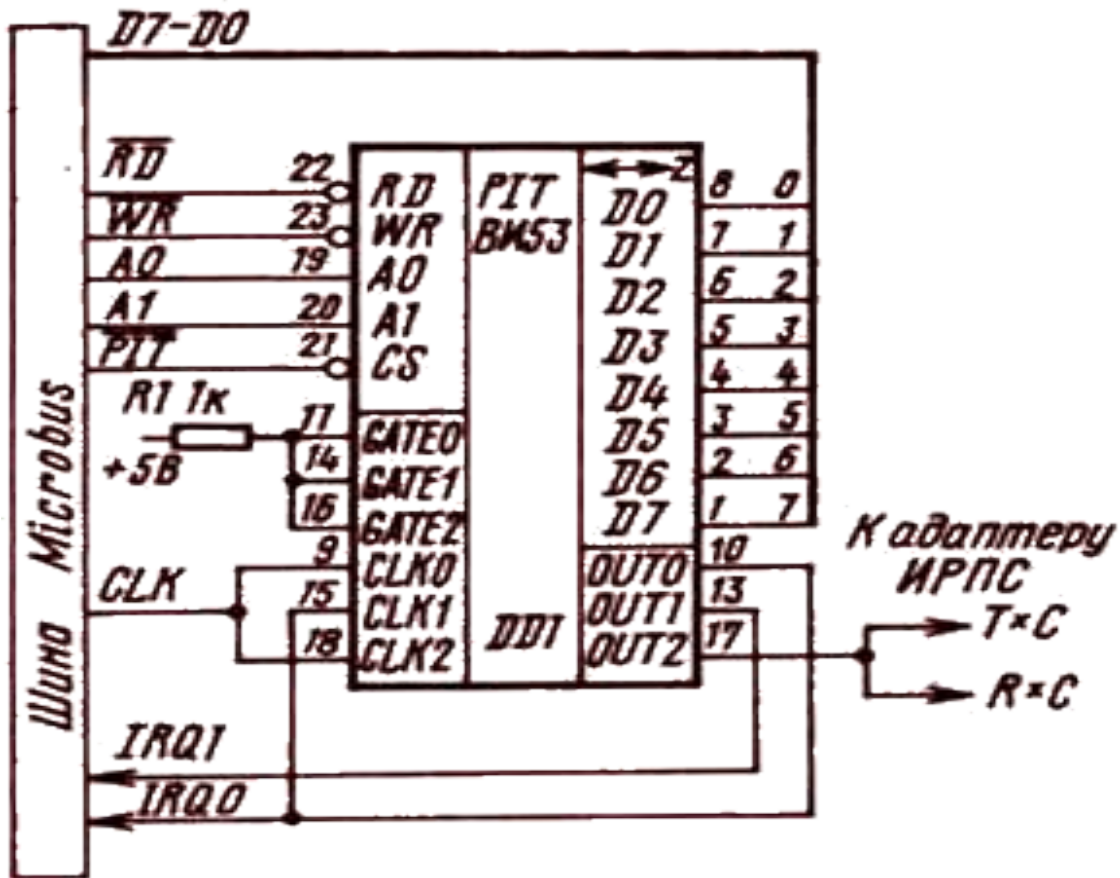 D7-D0
RD
WR
A0
A1
PIT
R1 1к
+5В
CLK
IRQ1
IRQ0
Шина Microbus
22
23
19
20
21
11
14
16
9
15
18
RD
WR
A0
A1
CS
GATE0
GATE1
GATE2
CLK0
CLK1
CLK2
PIT
ВИ53
DD1
Z
D0
D1
D2
D3
D4
D5
D6
D7
OUT0
OUT1
OUT2
8 0
7 1
6 2
5 3
4 4
3 5
2 6
1 7
10
13
17
К адаптеру
ИРПС
T×C
R×C